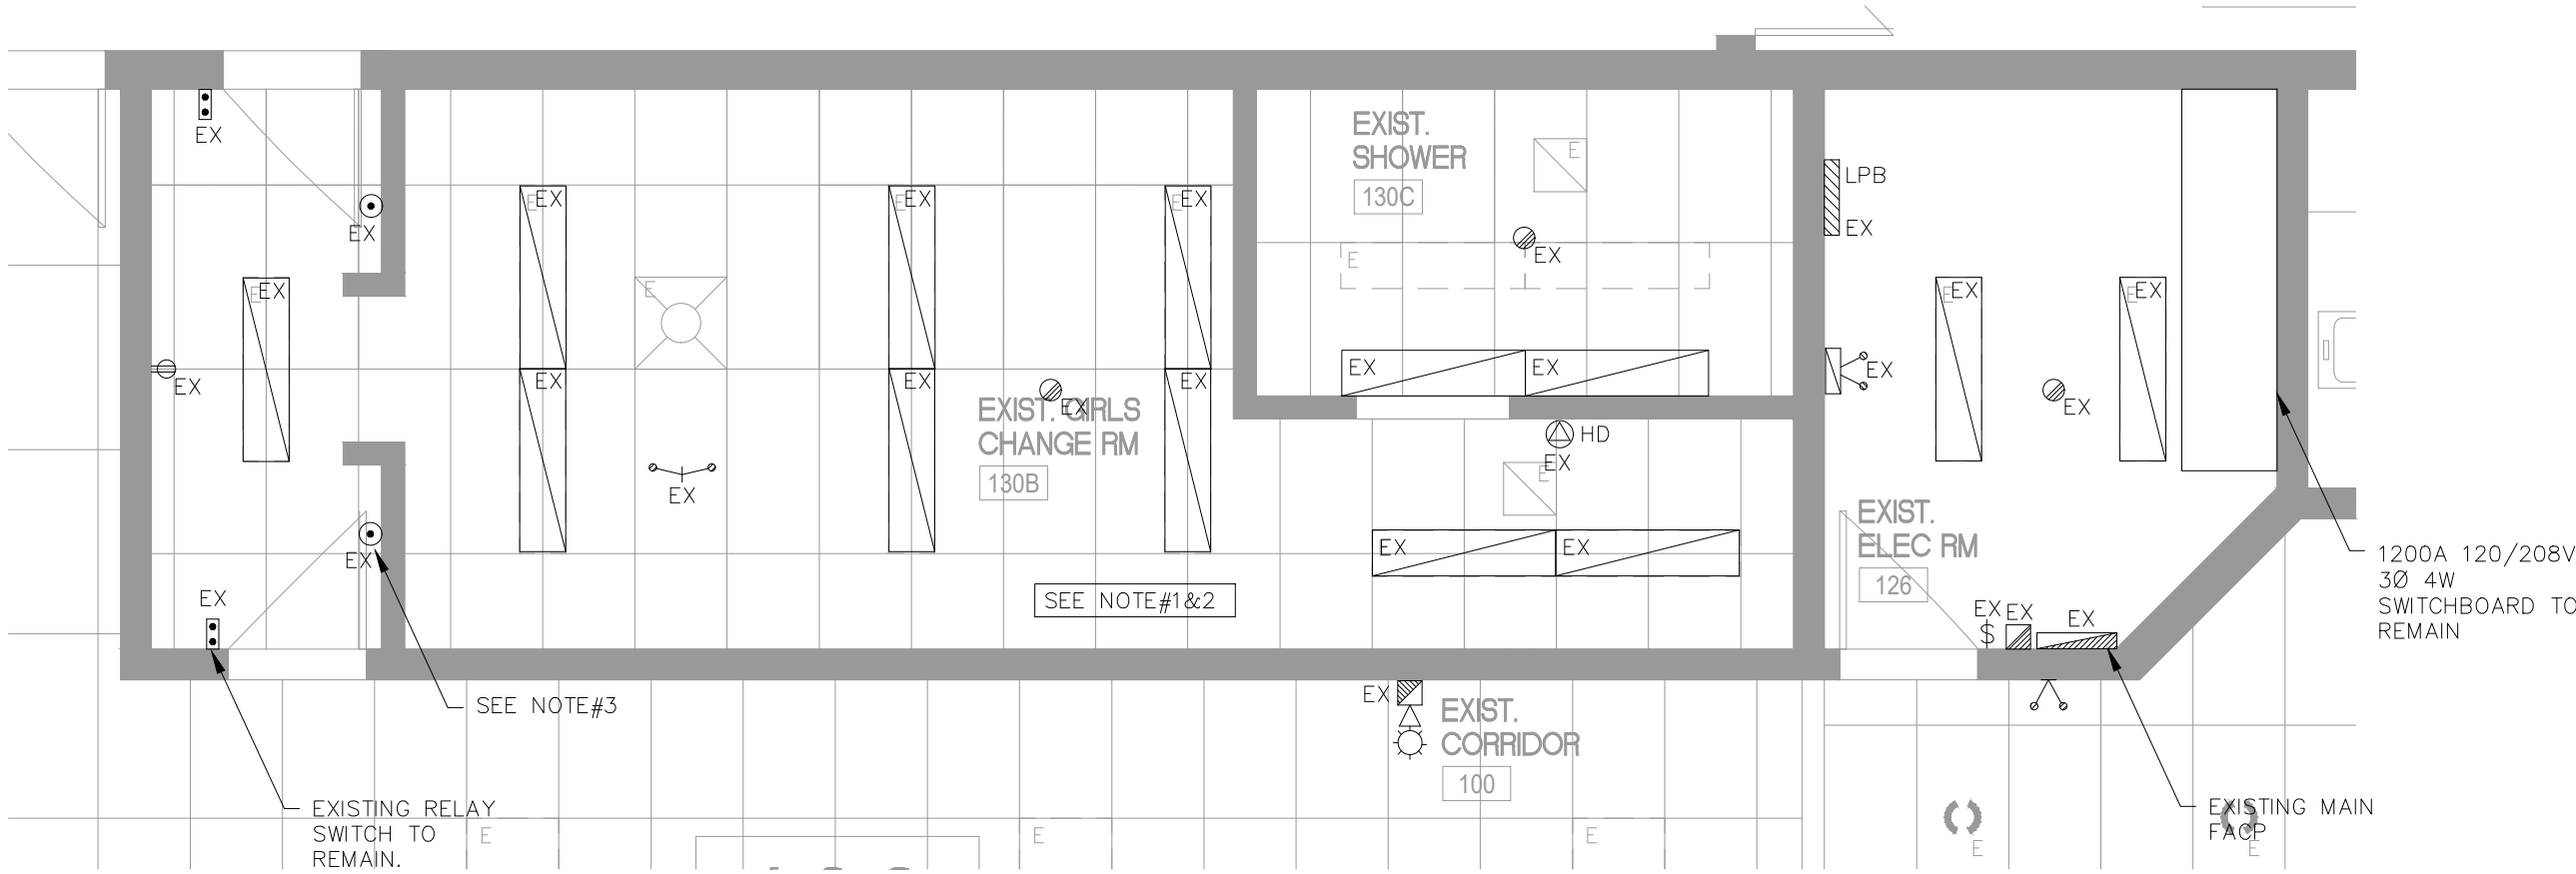 EX
EX
EX
EX
EX
EX
SEE NOTE#3
EXISTING RELAY
SWITCH TO
REMAIN.
E
EX
E
EX
E
EX
E
EX
E
EX
EX
EX
E
EX
EX
EXIST. GIRLS
CHANGE RM
130B
SEE NOTE#1&2
EXIST.
SHOWER
130C
E
EX
E
EX
EX
HD
EX
E
EX
EX
LPB
EX
EX
E
EX
E
EX
EX
EXIST.
ELEC RM
126
EX
EX
EX
$
1200A 120/208V
3Ø 4W
SWITCHBOARD TO
REMAIN
EX
EXIST.
CORRIDOR
100
EXISTING MAIN
FACP
E
E
E
E
E